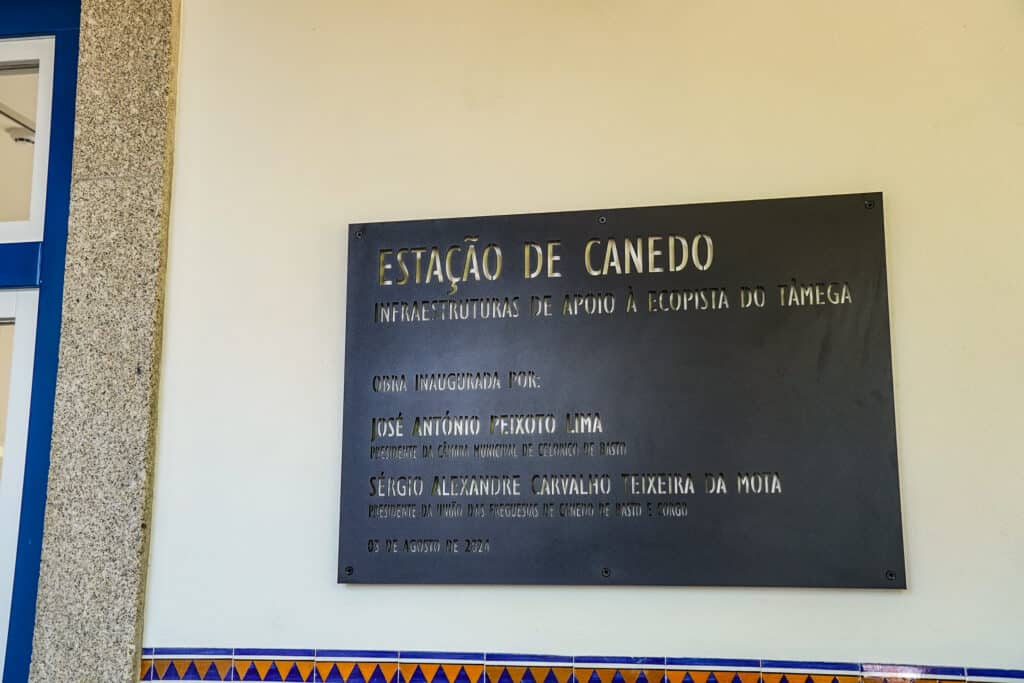 ESTAÇÃO DE CANEDO
INFRAESTRUTURAS DE APOIO À ECOPISTA DO TÂMEGA
OBRA INAUGURADA POR:
JOSÉ ANTÓNIO PEIXOTO LIMA
PRESIDENTE DA CÂMARA MUNICIPAL DE CELORICO DE BASTO
SÉRGIO ALEXANDRE CARVALHO TEIXEIRA DA MOTA
PRESIDENTE DA UNIÃO DAS FREGUESIAS DE CANEDO DE BASTO E CORGO
03 DE AGOSTO DE 2024